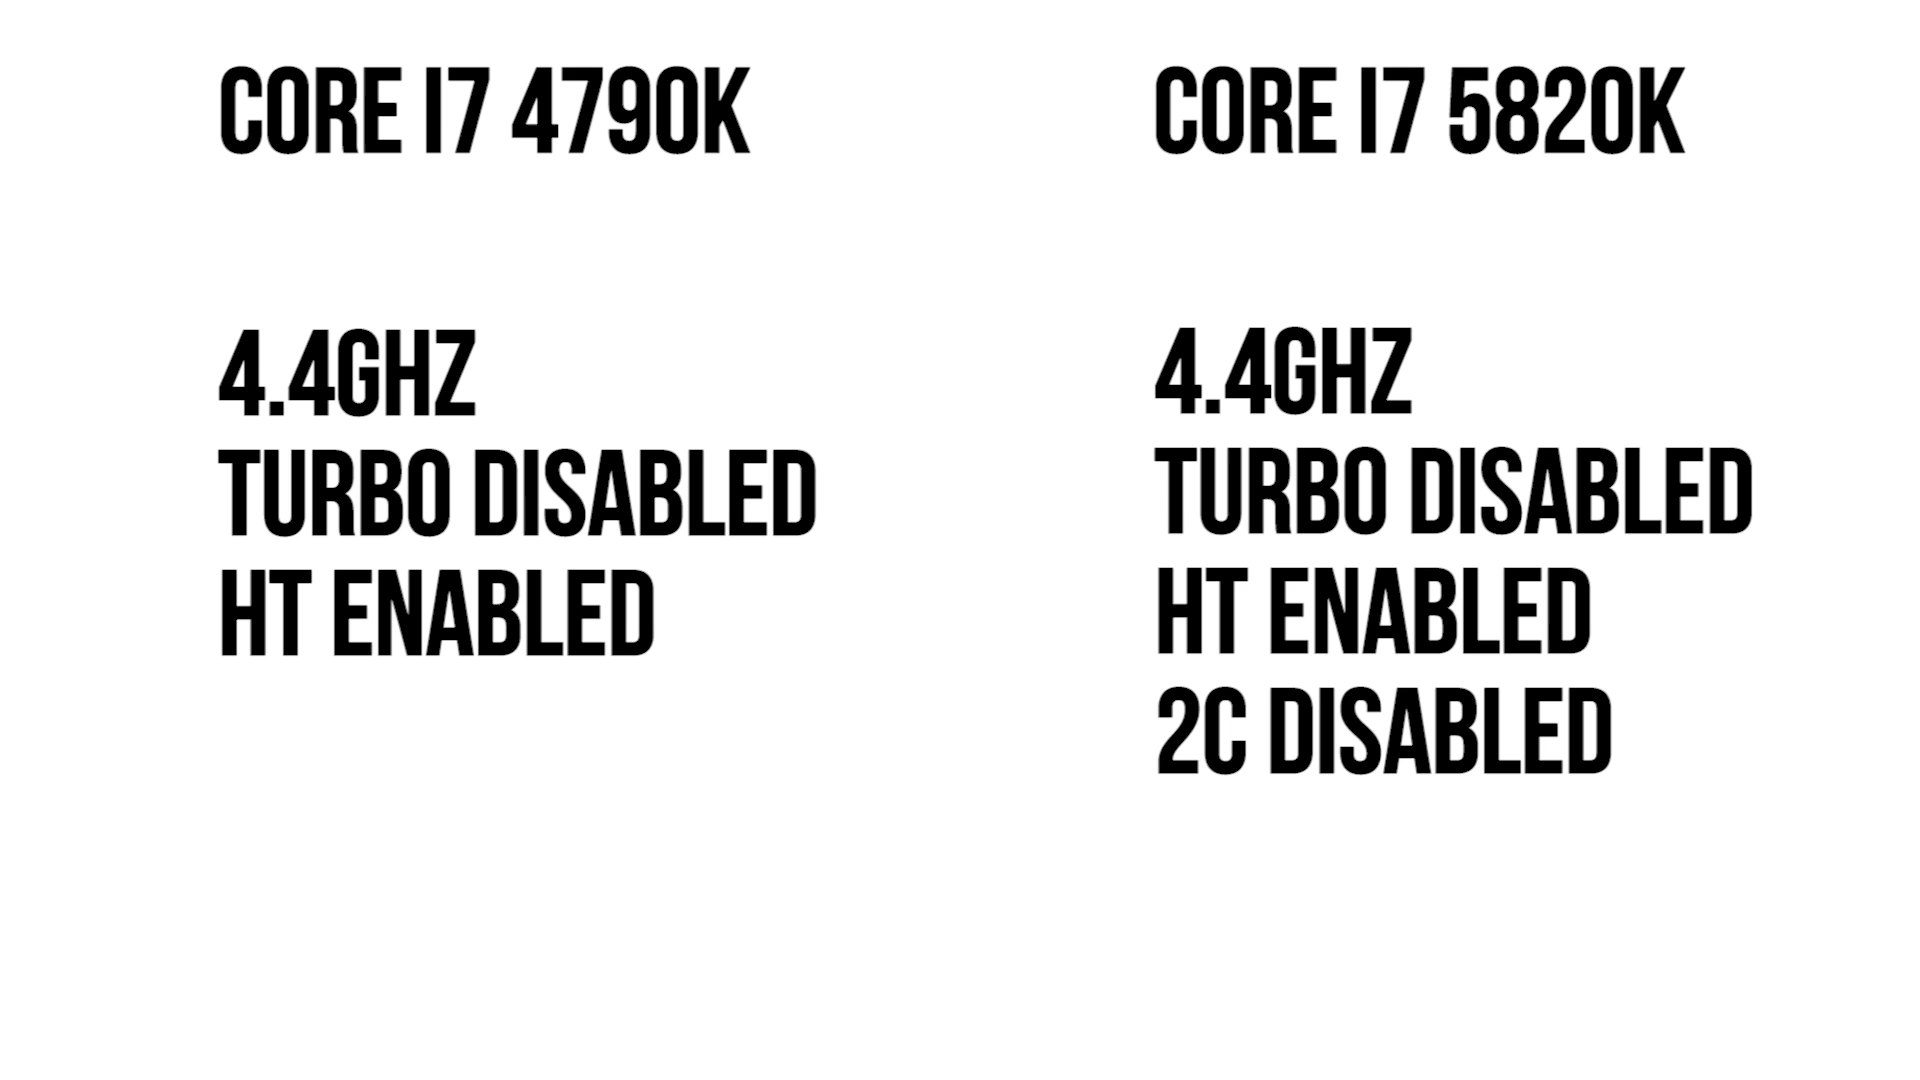 CORE I7 4790K
4.4GHZ
TURBO DISABLED
HT ENABLED
CORE I7 5820K
4.4GHZ
TURBO DISABLED
HT ENABLED
2C DISABLED